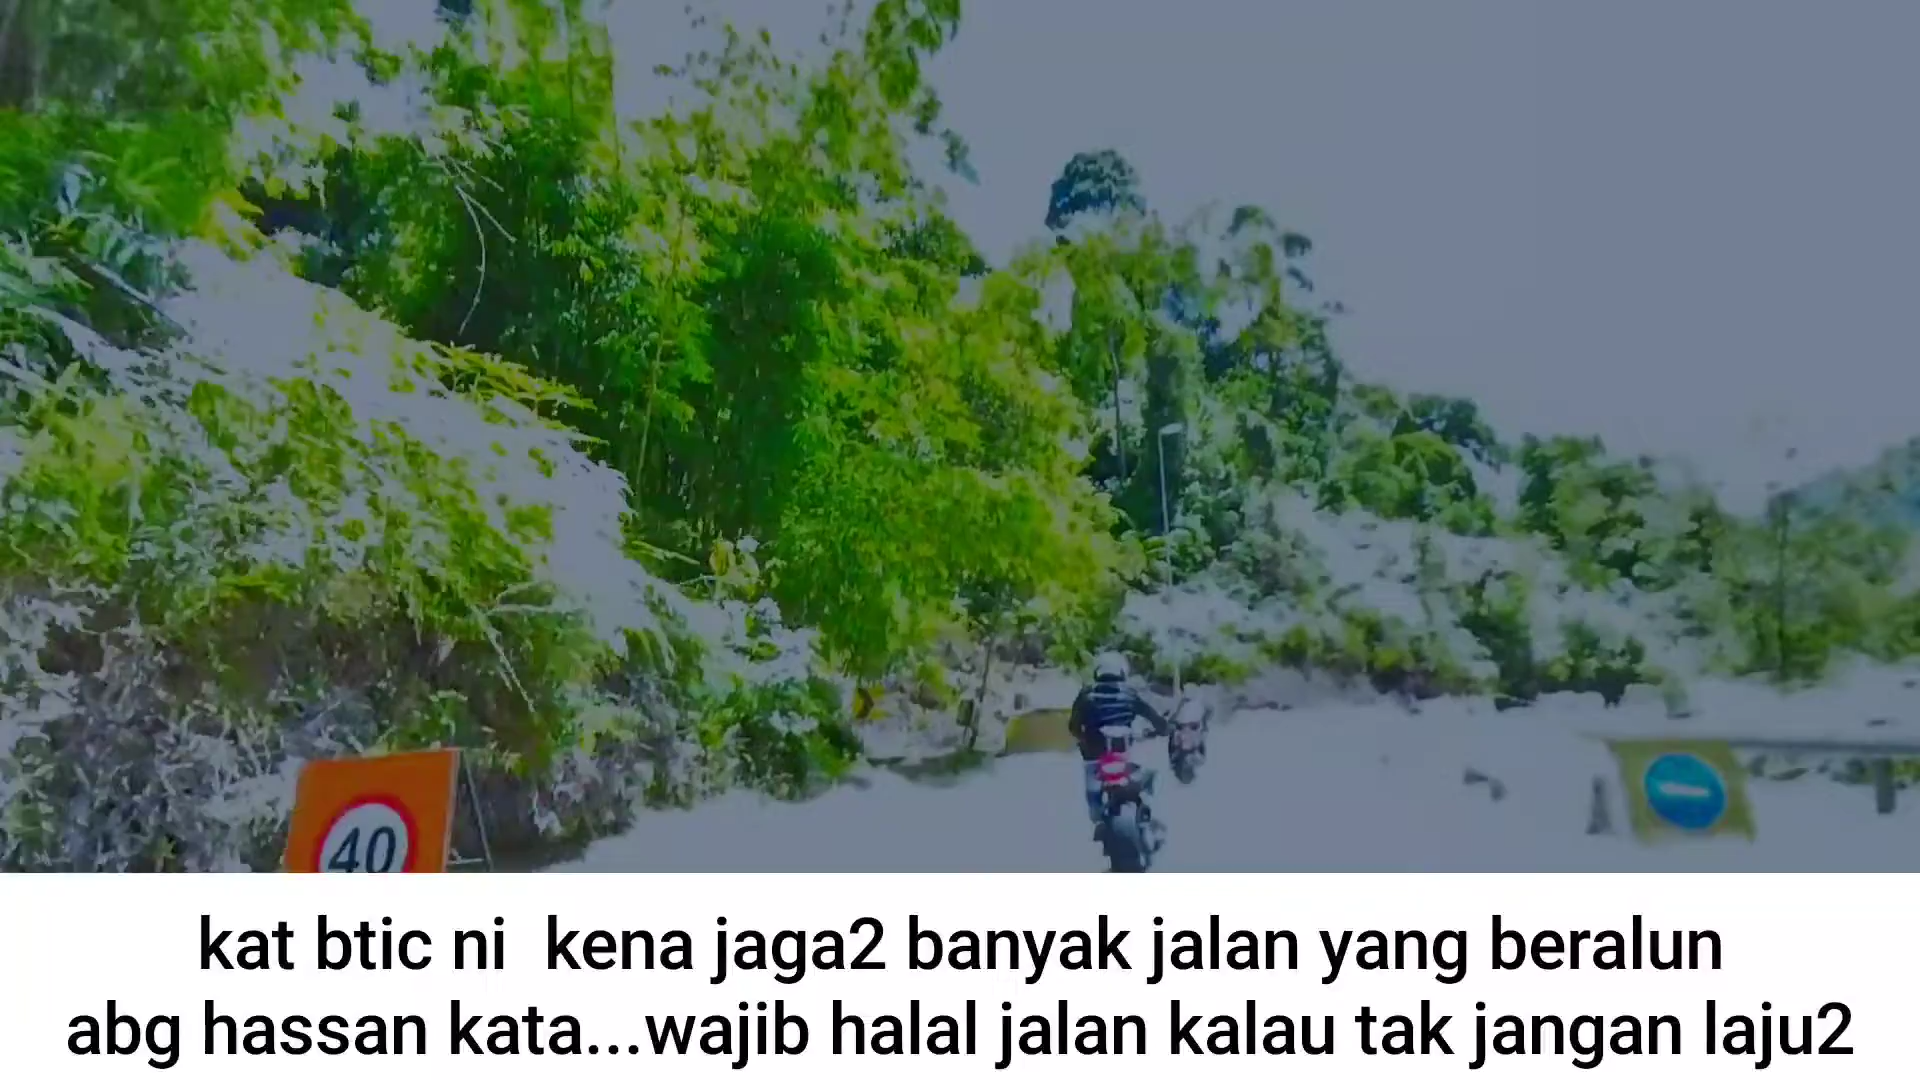 40
kat btic ni  kena jaga2 banyak jalan yang beralun
abg hassan kata...wajib halal jalan kalau tak jangan laju2